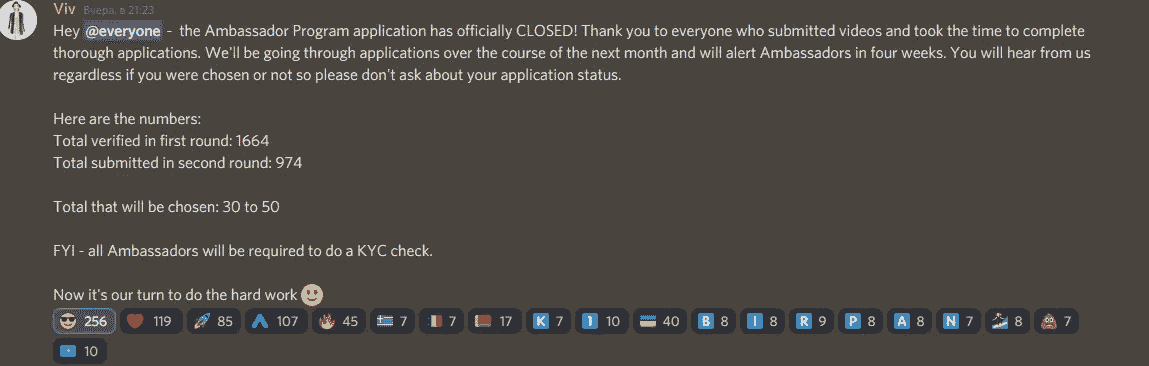 Viv Вчера, в 21:23
Hey @everyone - the Ambassador Program application has officially CLOSED! Thank you to everyone who submitted videos and took the time to complete
thorough applications. We'll be going through applications over the course of the next month and will alert Ambassadors in four weeks. You will hear from us
regardless if you were chosen or not so please don't ask about your application status.
Here are the numbers:
Total verified in first round: 1664
Total submitted in second round: 974
Total that will be chosen: 30 to 50
FYI - all Ambassadors will be required to do a KYC check.
Now it's our turn to do the hard work
256 119 85 107 45 7 7 17 K 7 1 10 40 B 8 I 8 R 9 P 8 A 8 N 7 8 7
10